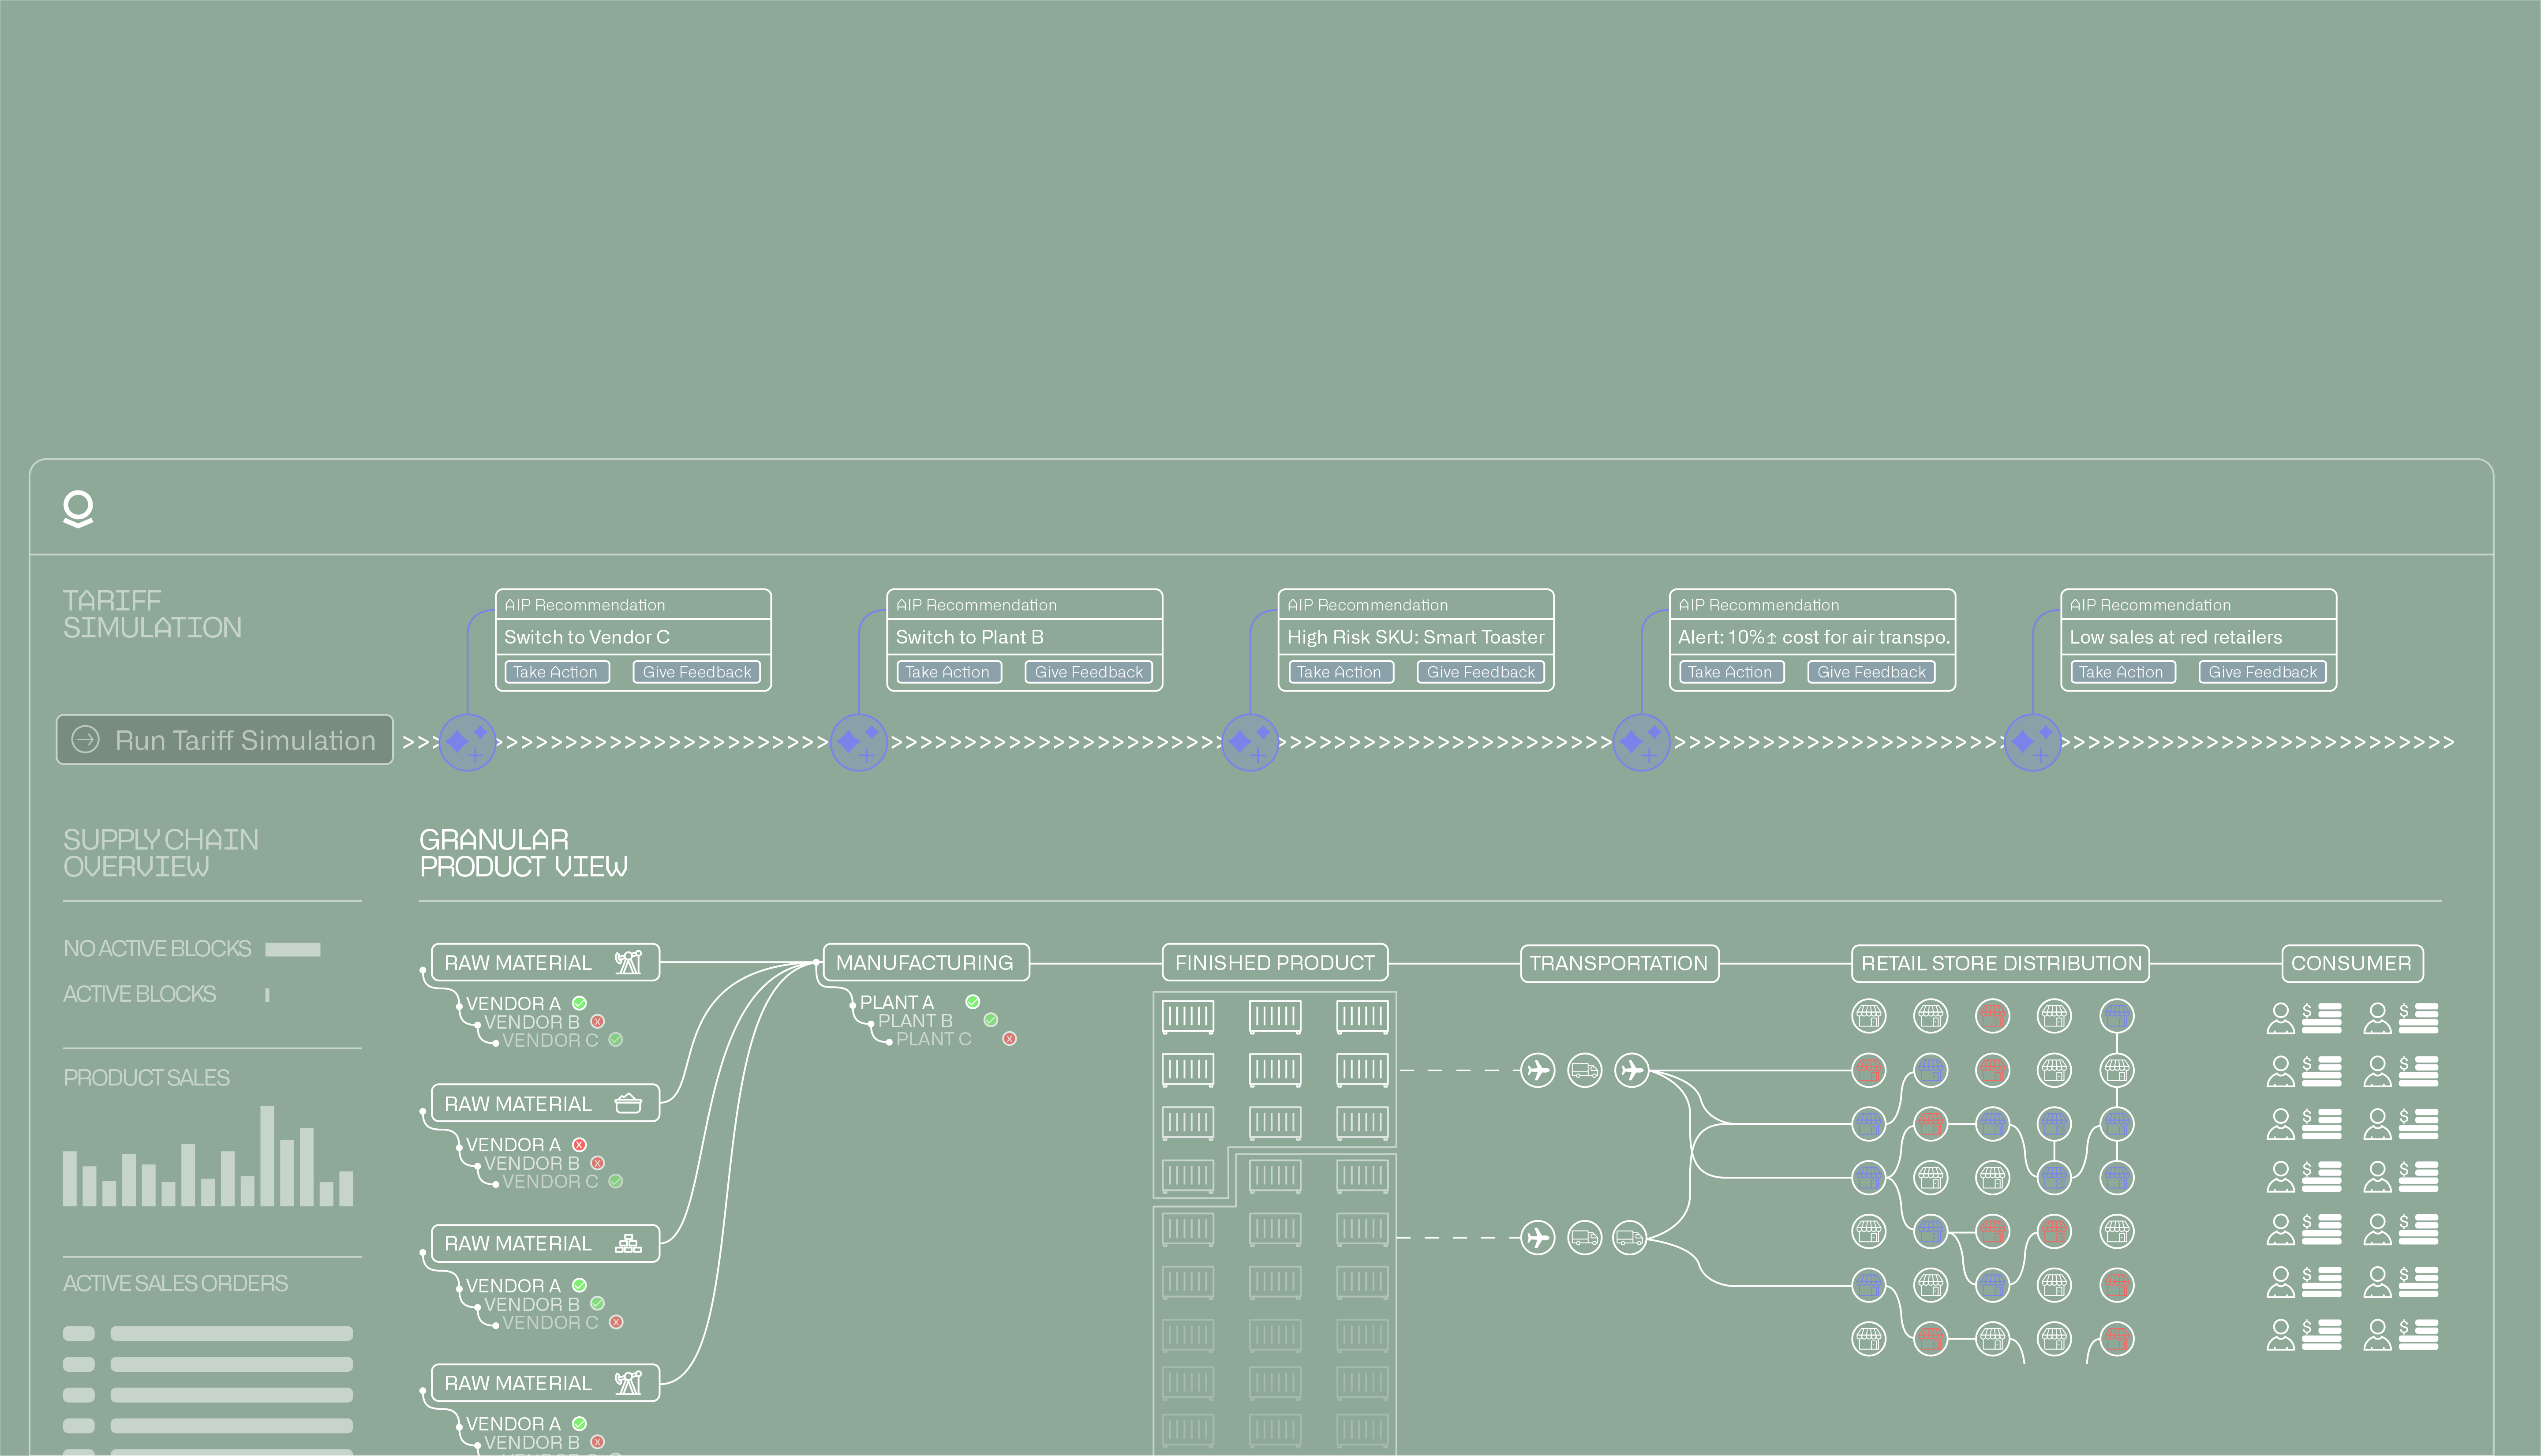 TARIFF
SIMULATION
AIP Recommendation
Switch to Vendor C
Take Action
Give Feedback
AIP Recommendation
Switch to Plant B
Take Action
Give Feedback
AIP Recommendation
High Risk SKU: Smart Toaster
Take Action
Give Feedback
AIP Recommendation
Alert: 10%↥ cost for air transpo.
Take Action
Give Feedback
AIP Recommendation
Low sales at red retailers
Take Action
Give Feedback
Run Tariff Simulation
SUPPLY CHAIN
OVERVIEW
NO ACTIVE BLOCKS
ACTIVE BLOCKS
PRODUCT SALES
ACTIVE SALES ORDERS
GRANULAR
PRODUCT VIEW
RAW MATERIAL
VENDOR A
VENDOR B
VENDOR C
RAW MATERIAL
VENDOR A
VENDOR B
VENDOR C
RAW MATERIAL
VENDOR A
VENDOR B
VENDOR C
RAW MATERIAL
VENDOR A
VENDOR B
MANUFACTURING
PLANT A
PLANT B
PLANT C
FINISHED PRODUCT
TRANSPORTATION
RETAIL STORE DISTRIBUTION
CONSUMER